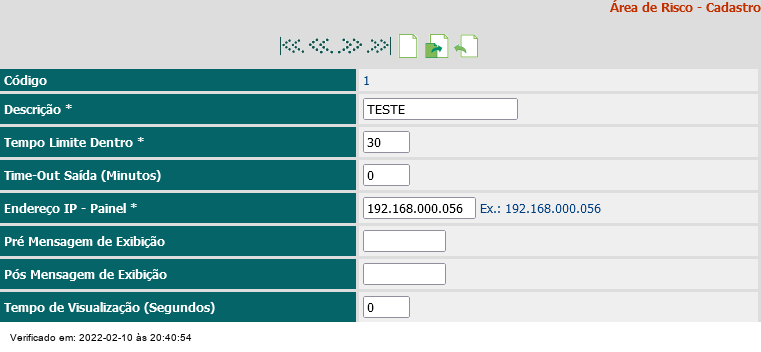 Área de Risco - Cadastro
Código 1
Descrição * TESTE
Tempo Limite Dentro * 30
Time-Out Saída (Minutos) 0
Endereço IP - Painel * 192.168.000.056 Ex.: 192.168.000.056
Pré Mensagem de Exibição
Pós Mensagem de Exibição
Tempo de Visualização (Segundos) 0
Verificado em: 2022-02-10 às 20:40:54